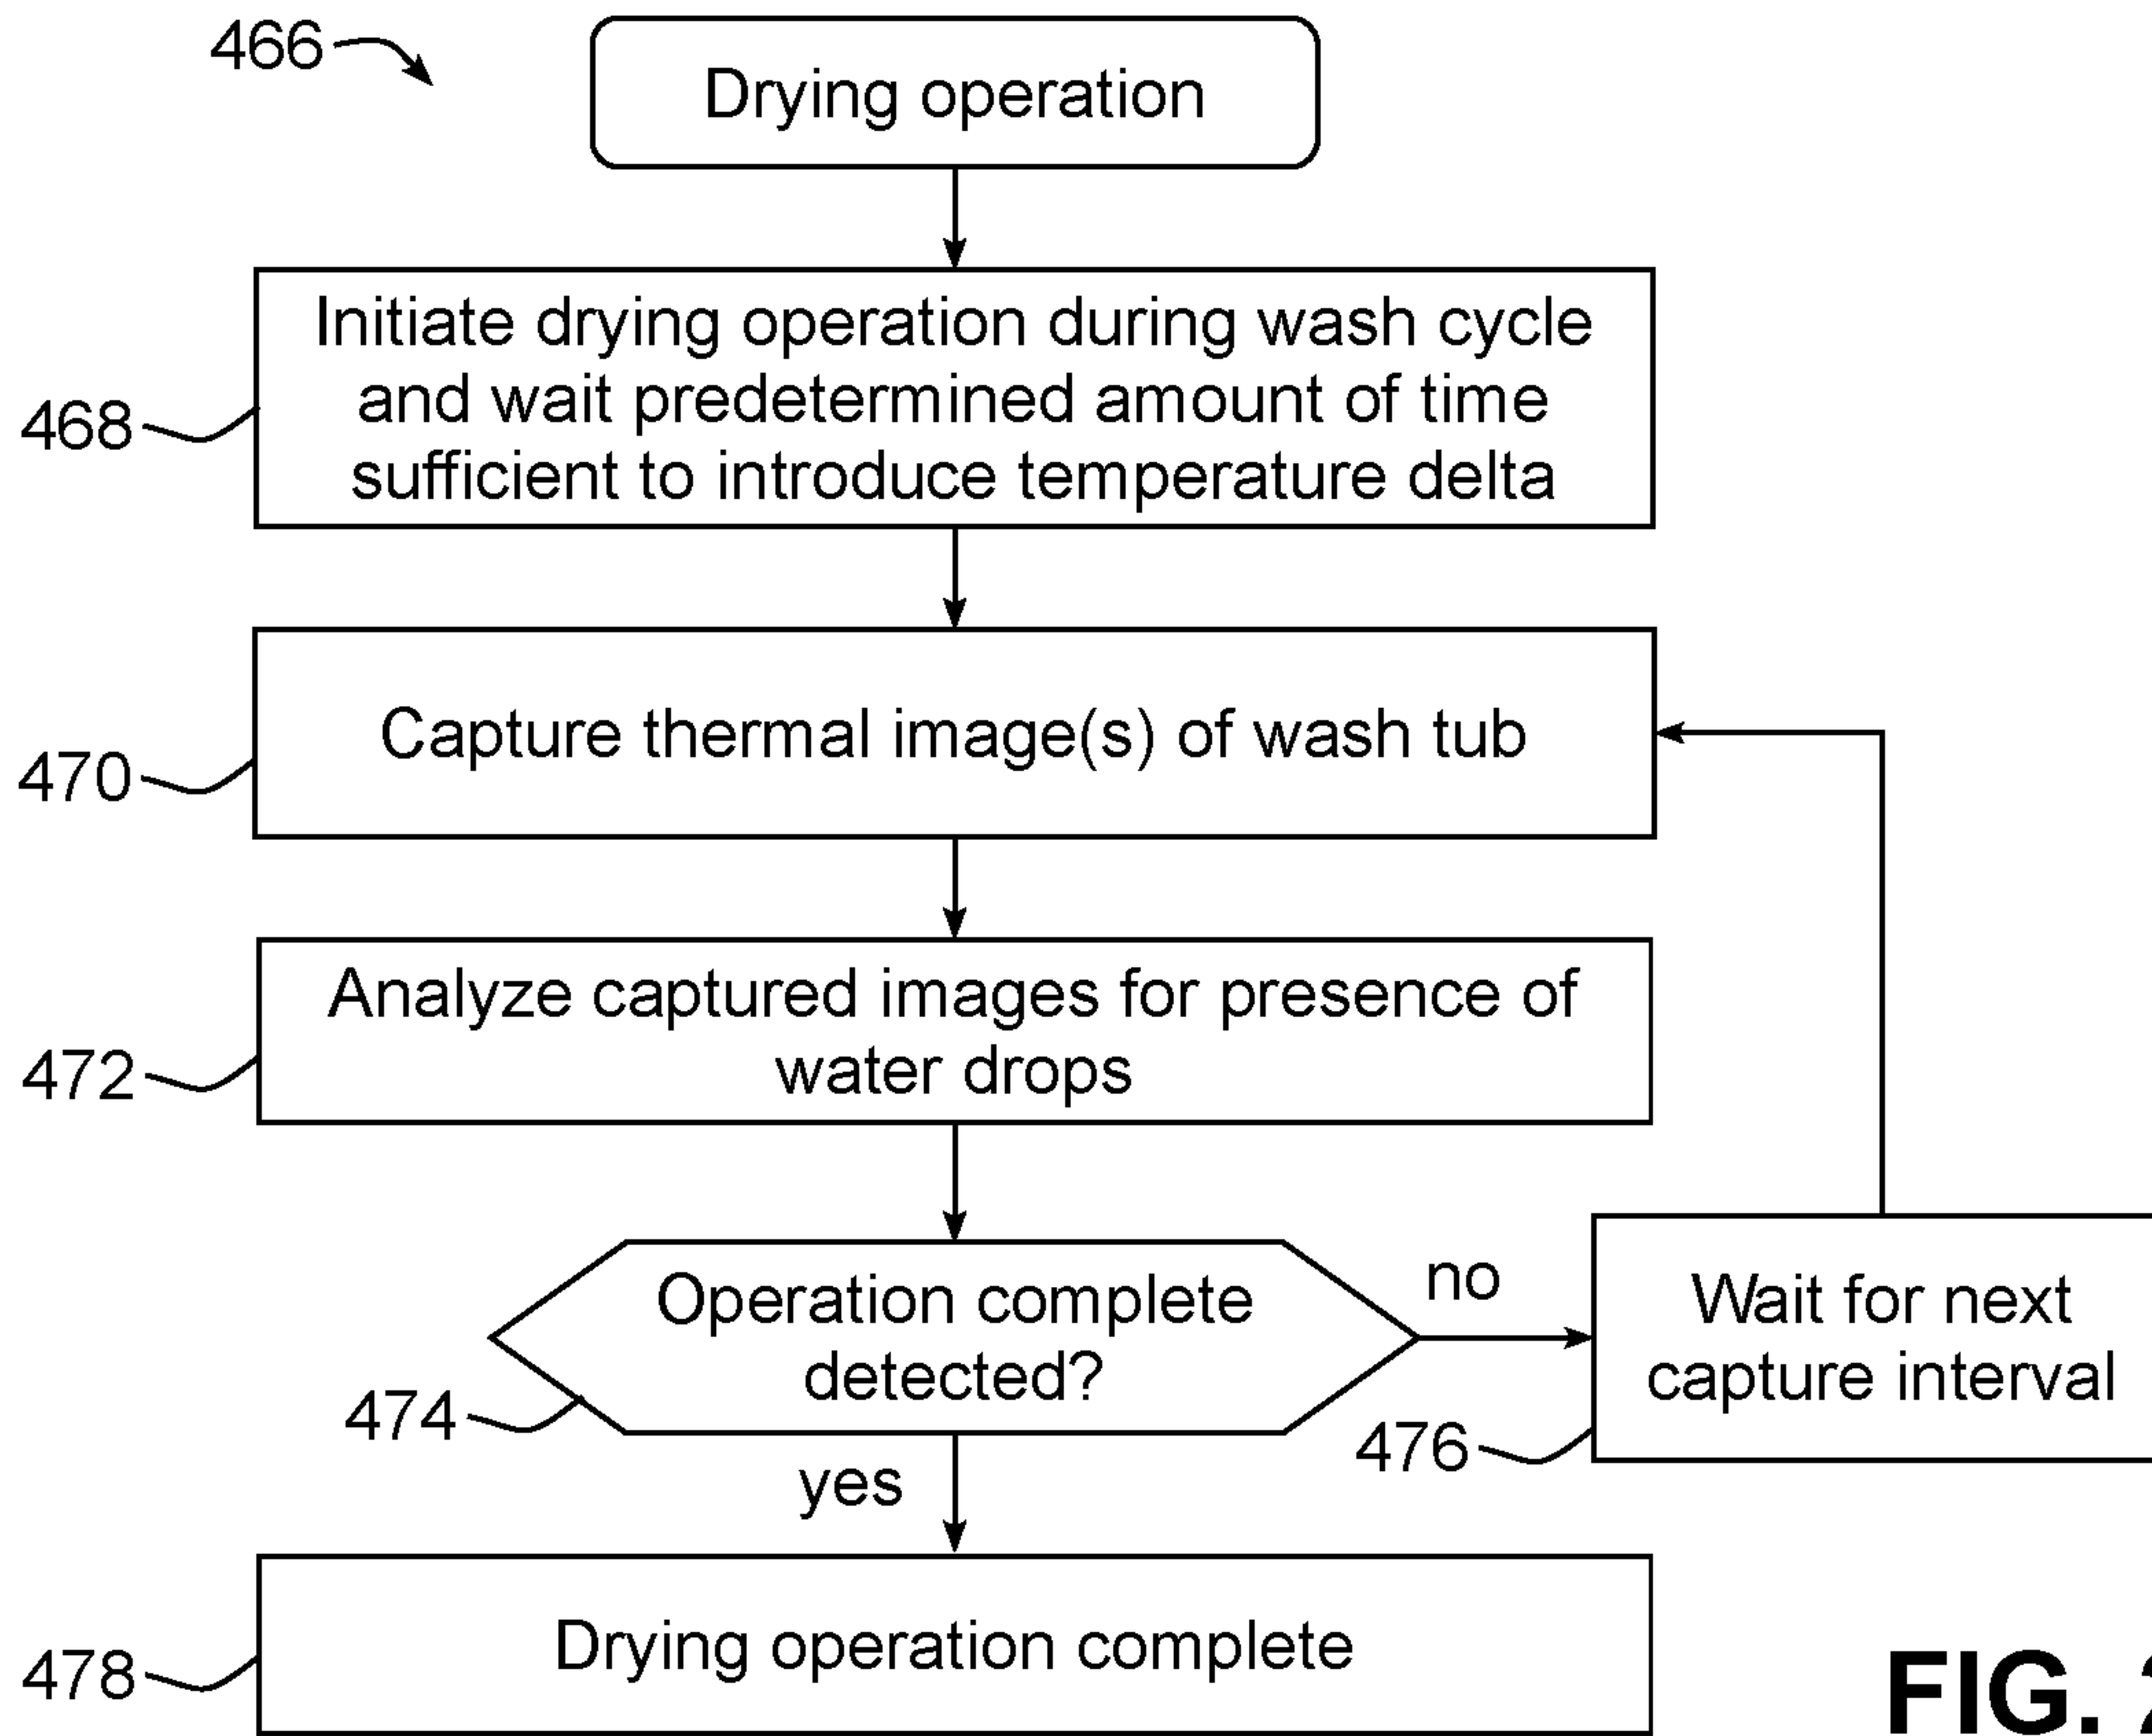 466
Drying operation
Initiate drying operation during wash cycle
and wait predetermined amount of time
sufficient to introduce temperature delta
468
Capture thermal image(s) of wash tub
470
Analyze captured images for presence of
water drops
472
Operation complete
detected?
474
no
Wait for next
capture interval
476
yes
Drying operation complete
478
FIG.